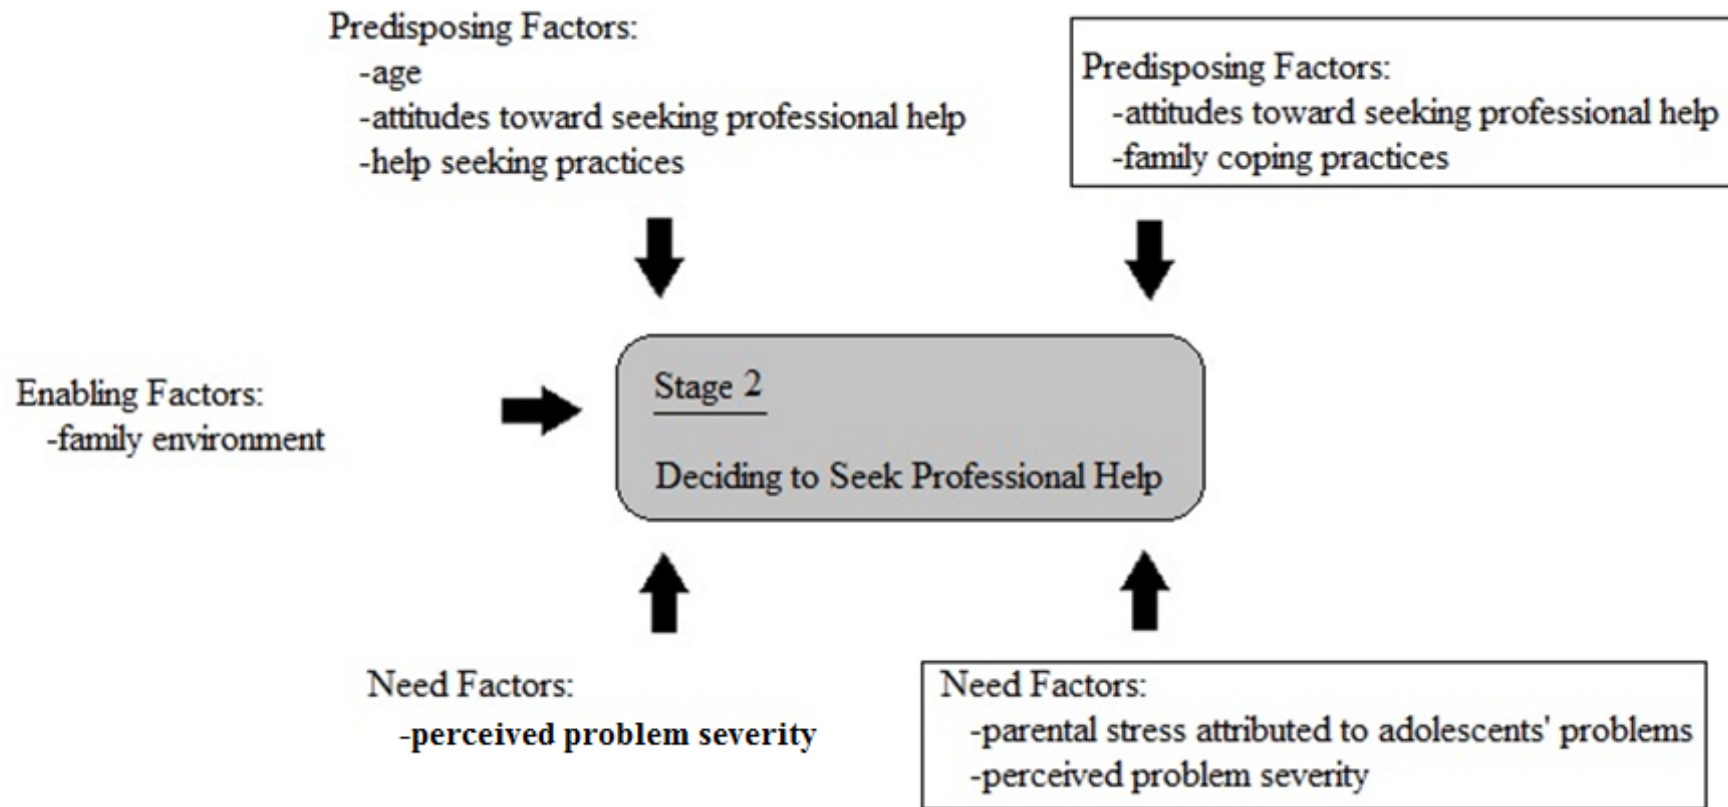 Predisposing Factors:
-age
-attitudes toward seeking professional help
-help seeking practices
Predisposing Factors:
-attitudes toward seeking professional help
-family coping practices
Enabling Factors:
-family environment
Stage 2
Deciding to Seek Professional Help
Need Factors:
-perceived problem severity
Need Factors:
-parental stress attributed to adolescents' problems
-perceived problem severity